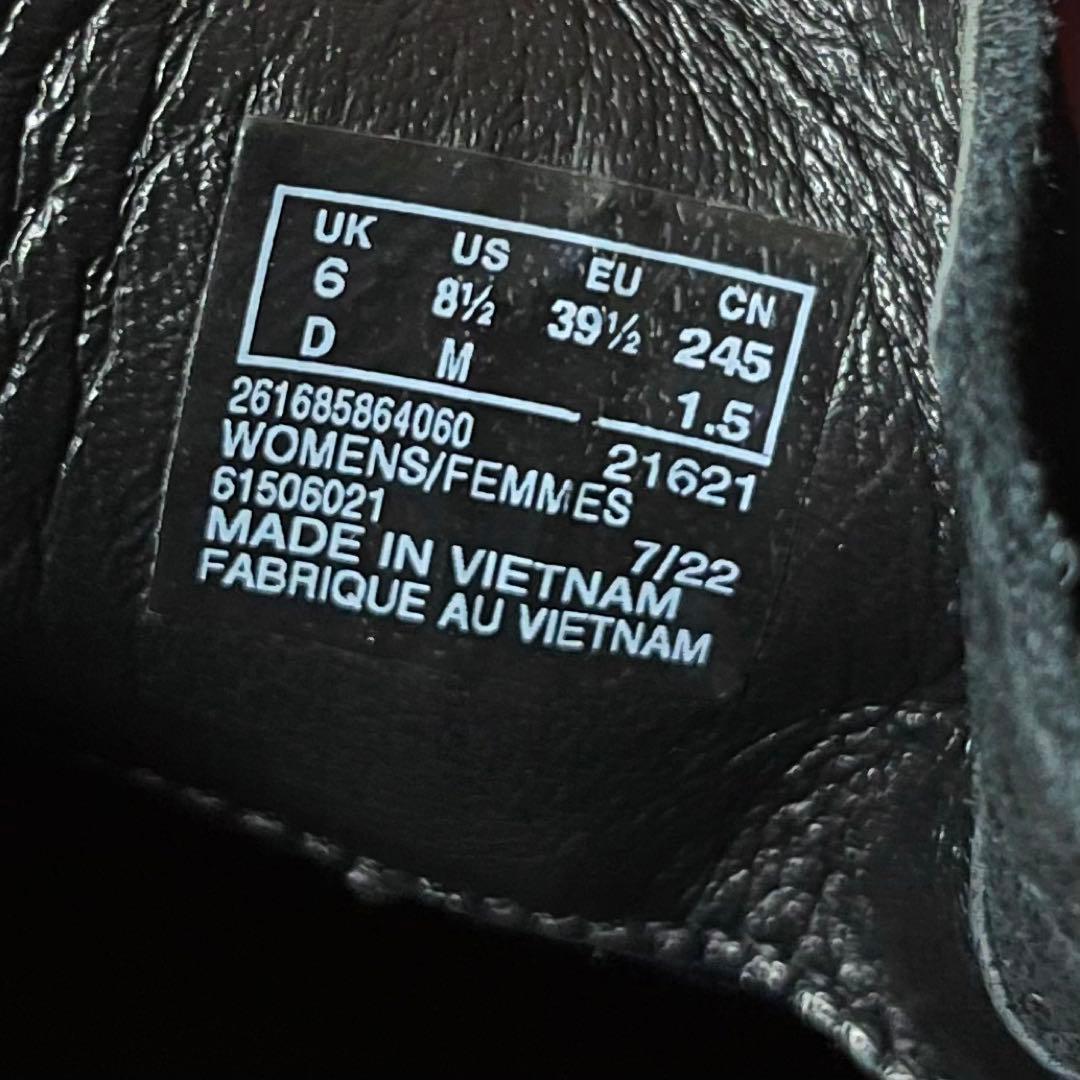 UK US EU CN
6 8½ 39½ 245
D M 1.5
261685864060 21621
WOMENS/FEMMES
61506021 7/22
MADE IN VIETNAM
FABRIQUE AU VIETNAM